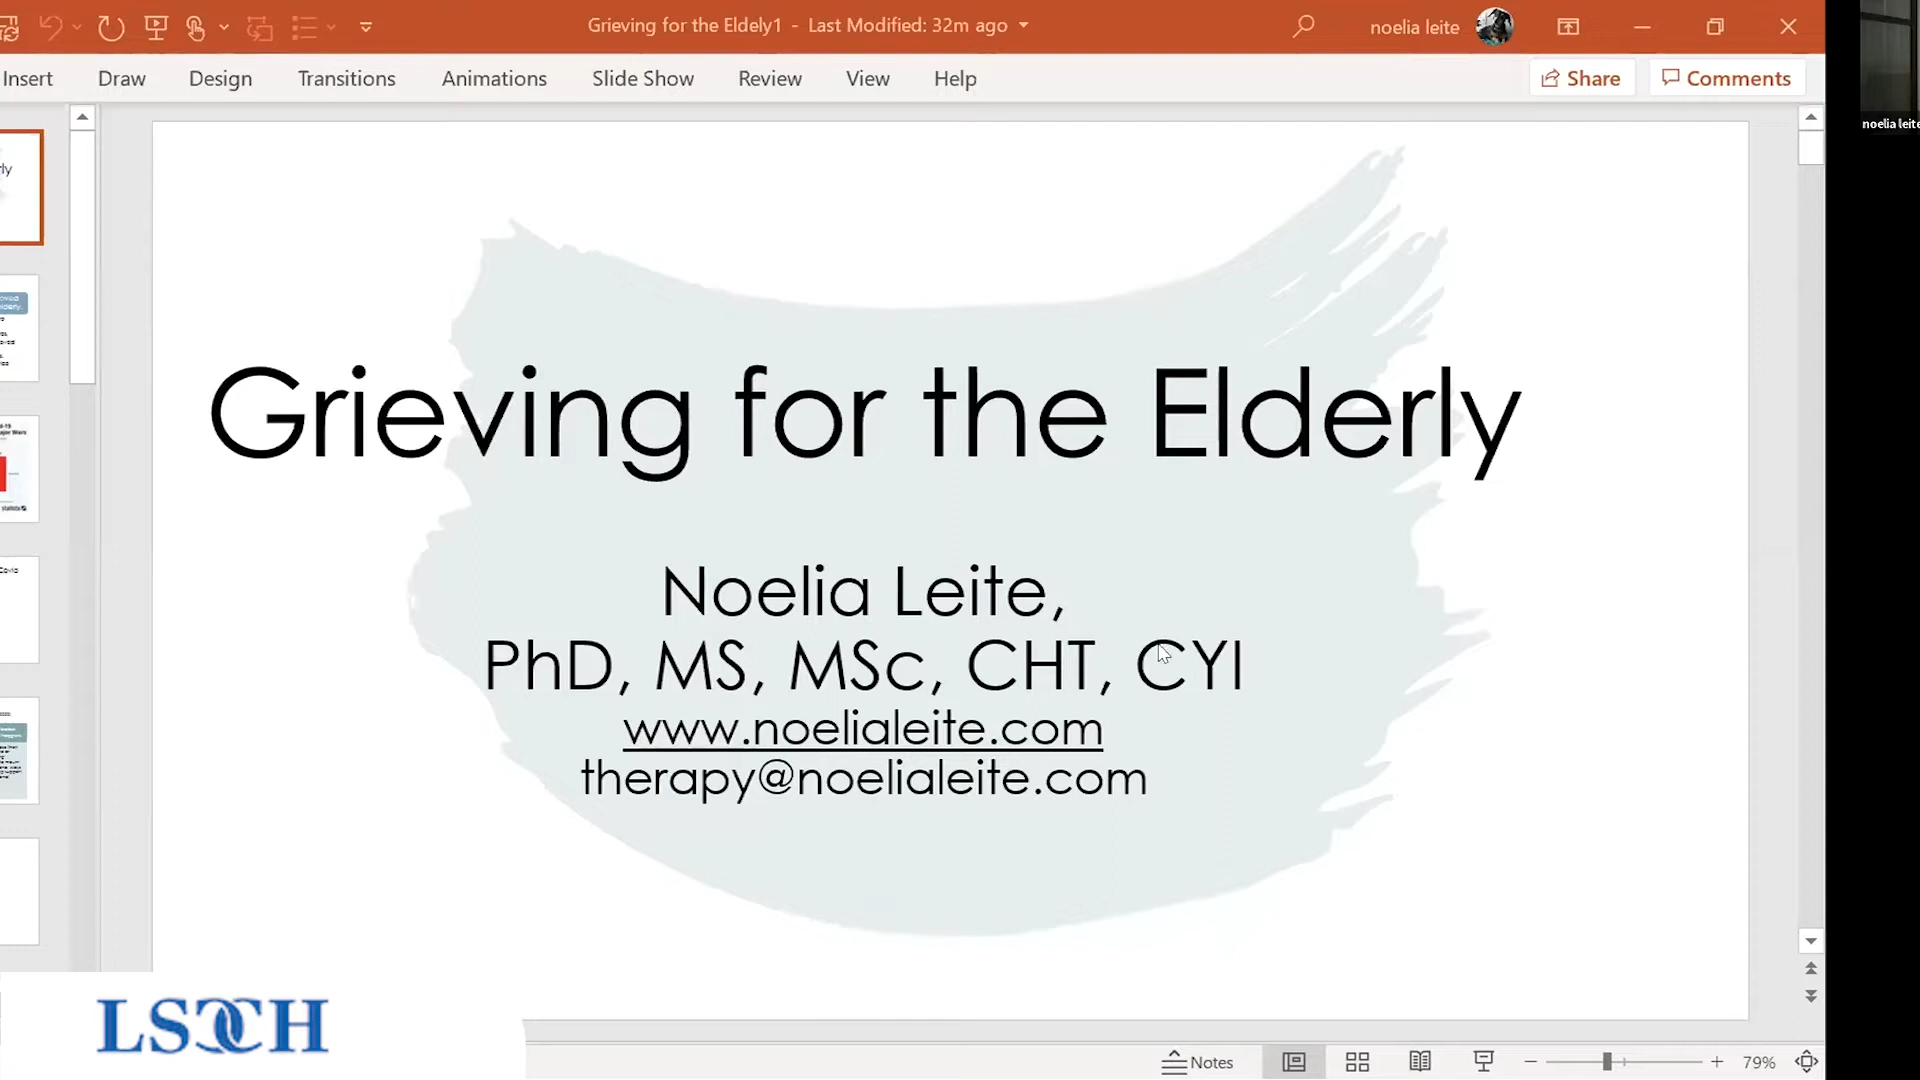 Grieving for the Eldely1 - Last Modified: 32m ago
noelia leite
Insert Draw Design Transitions Animations Slide Show Review View Help
Share Comments
noelia leite
Grieving for the Elderly
Noelia Leite,
PhD, MS, MSc, CHT, CYI
www.noelialeite.com
therapy@noelialeite.com
LSCCH
Notes
79%